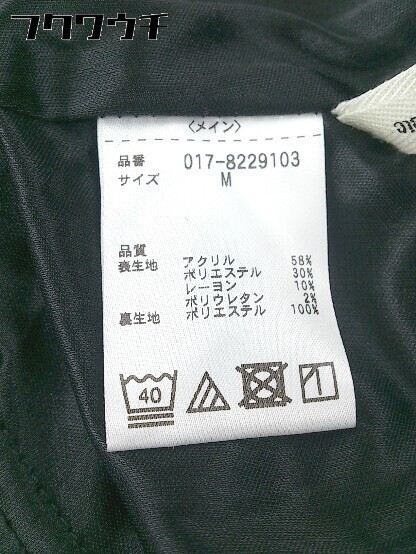 フクウウチ
〈メイン〉
品番 017-8229103
サイズ M
品質
表生地 アクリル 58%
ポリエステル 30%
レーヨン 10%
ポリウレタン 2%
裏生地 ポリエステル 100%
40